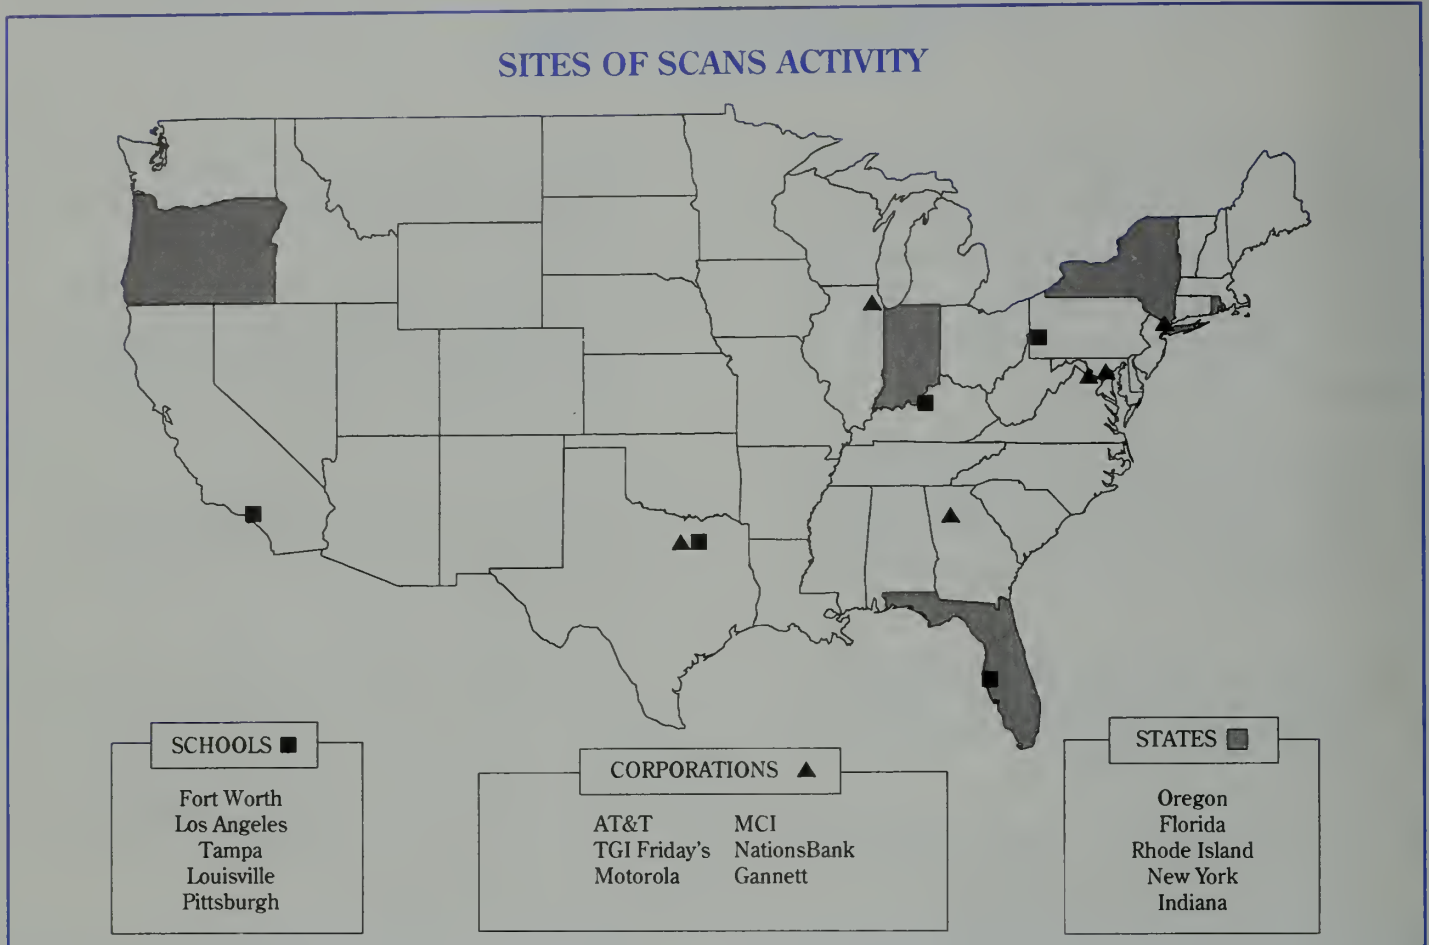 SITES OF SCANS ACTIVITY
SCHOOLS
Fort Worth
Los Angeles
Tampa
Louisville
Pittsburgh
CORPORATIONS
AT&T
TGI Friday's
Motorola
MCI
NationsBank
Gannett
STATES
Oregon
Florida
Rhode Island
New York
Indiana